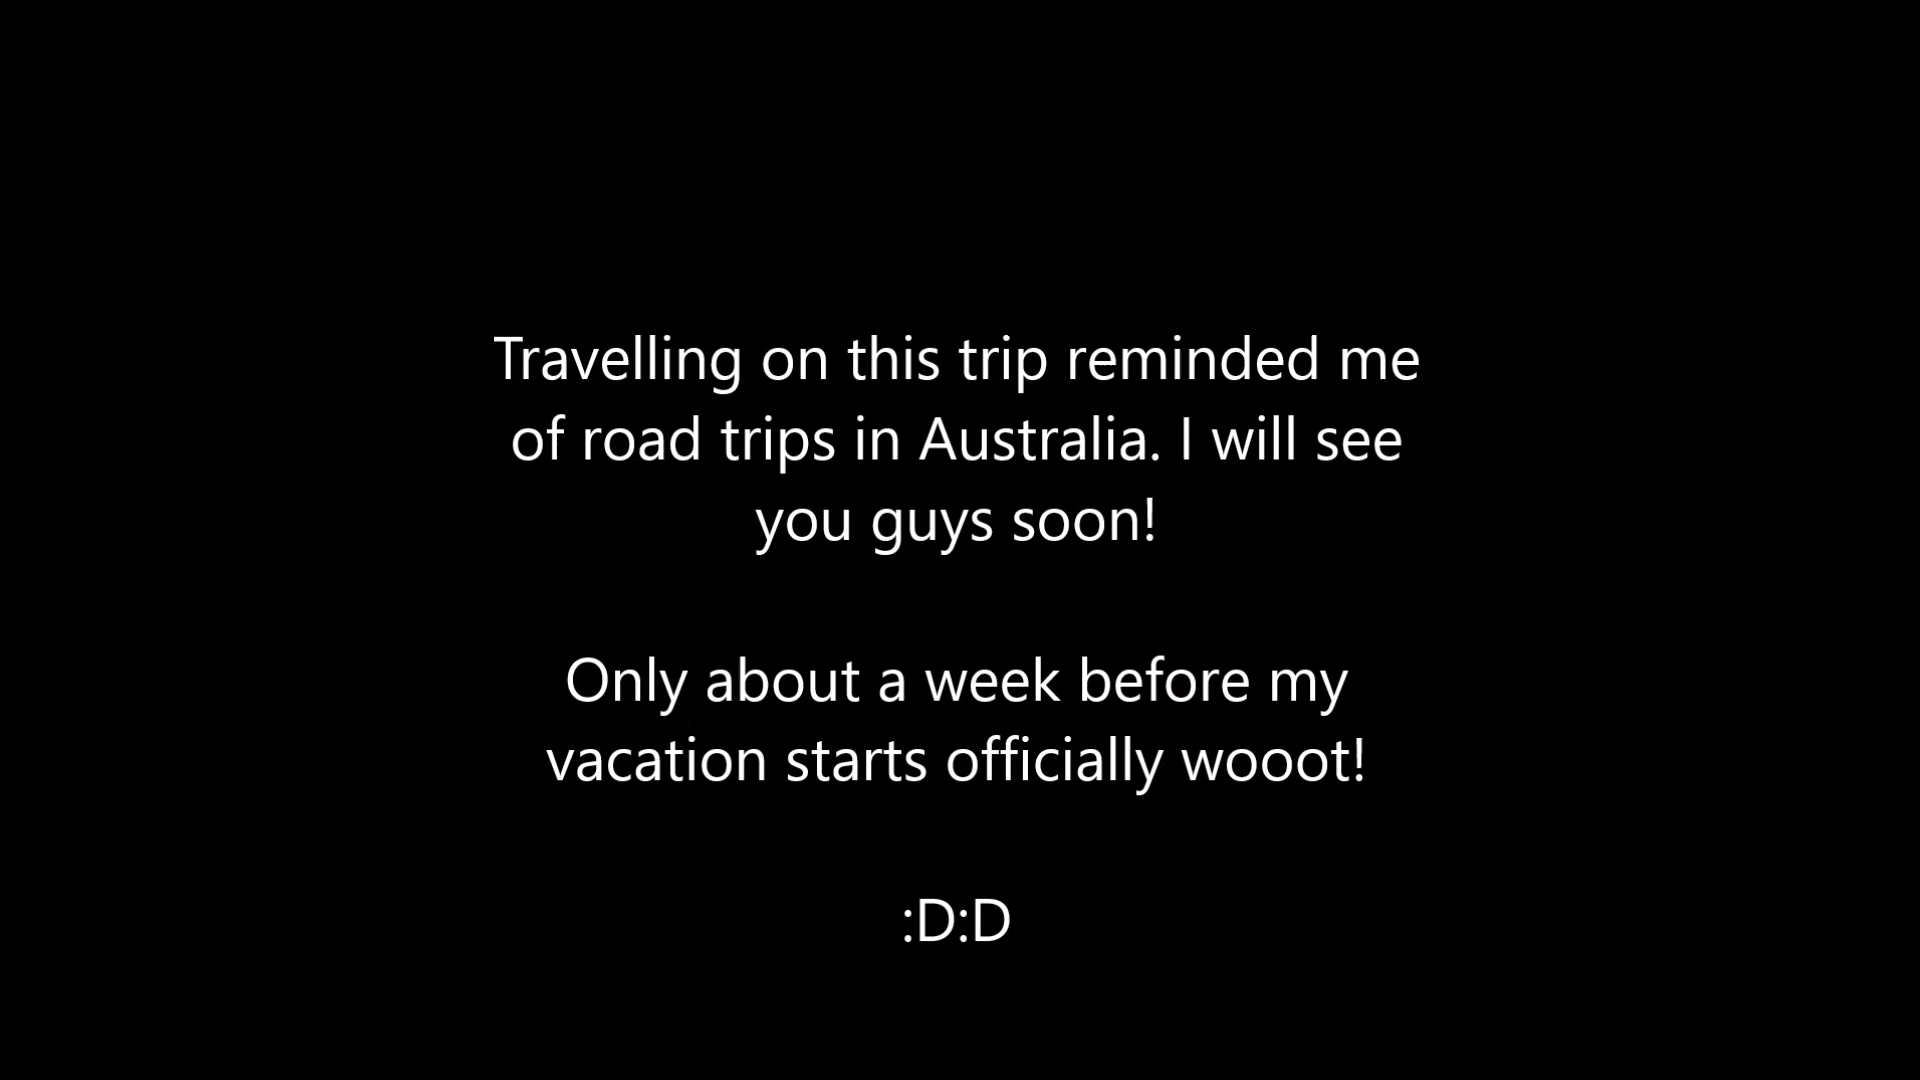 Travelling on this trip reminded me
of road trips in Australia. I will see
you guys soon!
Only about a week before my
vacation starts officially wooot!
:D:D